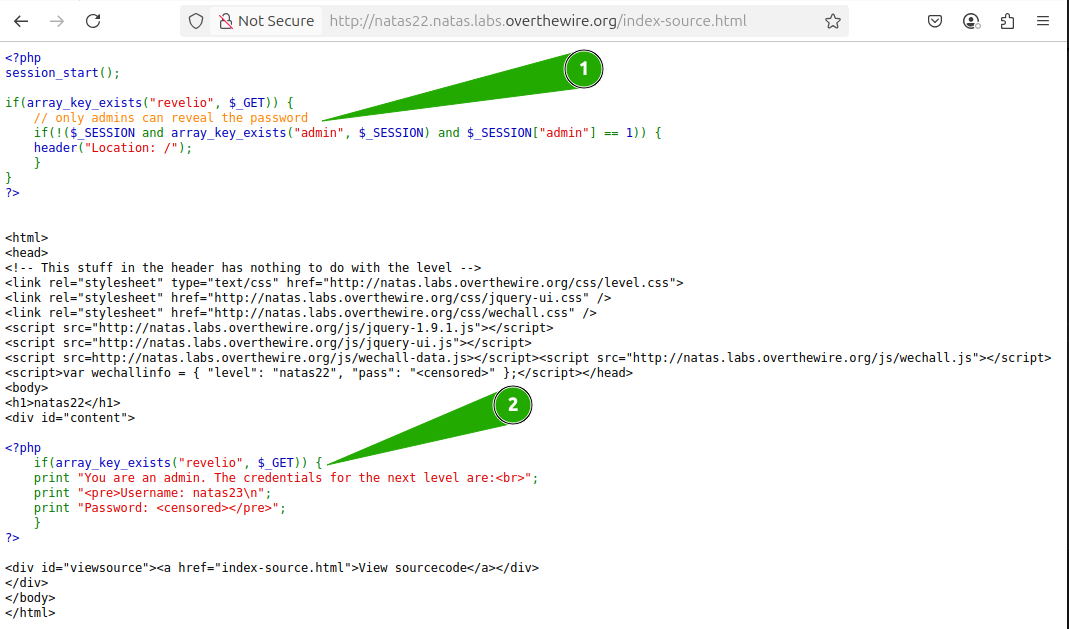 Not Secure http://natas22.natas.labs.overthewire.org/index-source.html
<?php
session_start();
1
if(array_key_exists("revelio", $_GET)) {
    // only admins can reveal the password
    if(!($_SESSION and array_key_exists("admin", $_SESSION) and $_SESSION["admin"] == 1)) {
    header("Location: /");
    }
}
?>
<html>
<head>
<!-- This stuff in the header has nothing to do with the level -->
<link rel="stylesheet" type="text/css" href="http://natas.labs.overthewire.org/css/level.css">
<link rel="stylesheet" href="http://natas.labs.overthewire.org/css/jquery-ui.css" />
<link rel="stylesheet" href="http://natas.labs.overthewire.org/css/wechall.css" />
<script src="http://natas.labs.overthewire.org/js/jquery-1.9.1.js"></script>
<script src="http://natas.labs.overthewire.org/js/jquery-ui.js"></script>
<script src=http://natas.labs.overthewire.org/js/wechall-data.js></script><script src="http://natas.labs.overthewire.org/js/wechall.js"></script>
<script>var wechallinfo = { "level": "natas22", "pass": "<censored>" };</script></head>
<body>
<h1>natas22</h1>
2
<div id="content">
<?php
    if(array_key_exists("revelio", $_GET)) {
    print "You are an admin. The credentials for the next level are:<br>";
    print "<pre>Username: natas23\n";
    print "Password: <censored></pre>";
    }
?>
<div id="viewsource"><a href="index-source.html">View sourcecode</a></div>
</div>
</body>
</html>